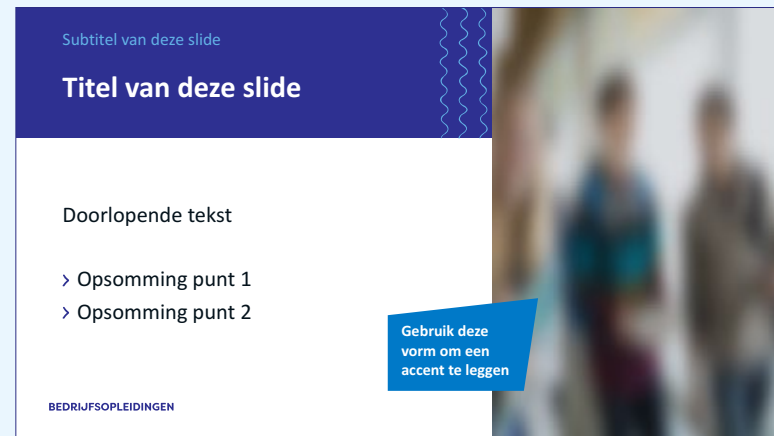 Subtitel van deze slide
Titel van deze slide
Doorlopende tekst
Opsomming punt 1
Opsomming punt 2
Gebruik deze
vorm om een
accent te leggen
BEDRIJFSOPLEIDINGEN